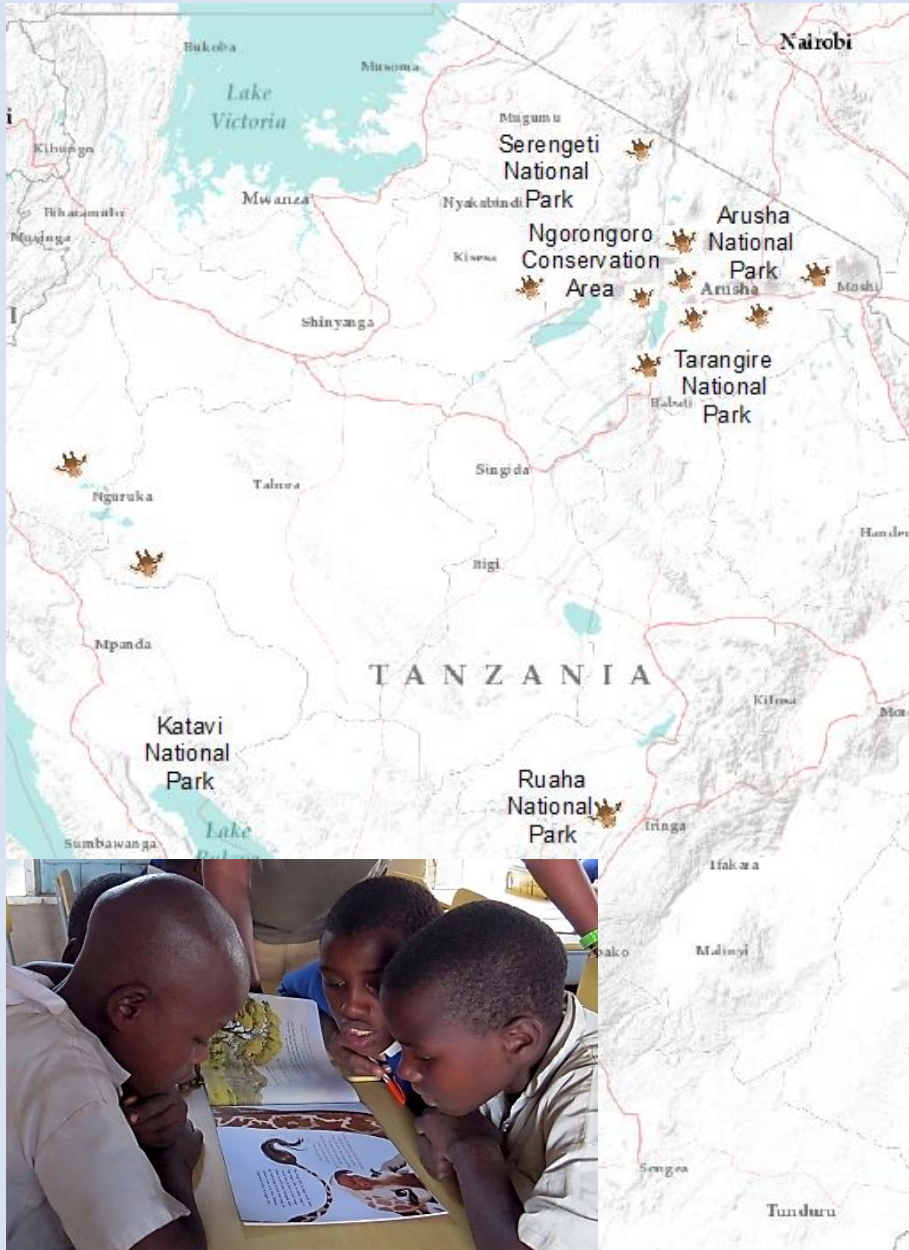 Nairobi
Bukoba
Musoma
Lake
Victoria
Mugumu
Serengeti
National
Park
Kibungo
Mwanza
Nyakabindi
Biharamulo
Arusha
National
Park
Ngorongoro
Conservation
Area
Kisesa
Arusha
Moshi
Shinyanga
Tarangire
National
Park
Babati
Singida
Tabora
Nguruka
Itigi
Mpanda
TANZANIA
Kilosa
Katavi
National
Park
Ruaha
National
Park
Iringa
Sumbawanga
Lake
Ifakara
Malinyi
Songea
Tunduru